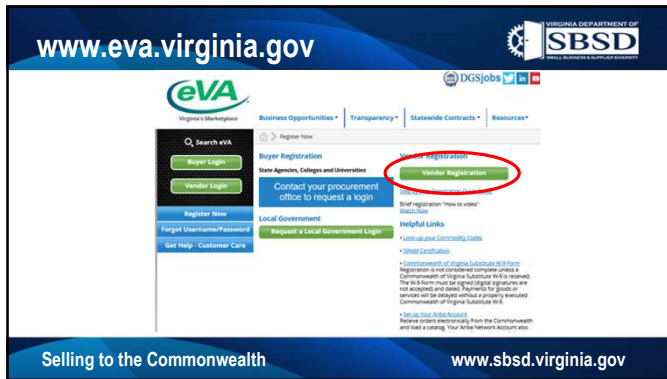 www.eva.virginia.gov
VIRGINIA DEPARTMENT OF
SBSD
SMALL BUSINESS & SUPPLIER DIVERSITY
DGSjobs
eVA
Virginia's Marketplace
Business Opportunities
Transparency
Statewide Contracts
Resources
Search eVA
Buyer Login
Vendor Login
Register Now
Forgot Username/Password
Get Help - Customer Care
Register Now
Buyer Registration
State Agencies, Colleges and Universities
Contact your procurement
office to request a login
Local Government
Request a Local Government Login
Vendor Registration
Vendor Registration
Brief registration "How to video"
Watch Now
Helpful Links
• Look up your Commodity Codes
• SWaM Certification
• Commonwealth of Virginia Substitute W-9 Form
Registration is not considered complete unless a
Commonwealth of Virginia Substitute W-9 is received.
The W-9 Form must be signed (digital signatures are
not accepted) and dated. Payments for goods or
services will be delayed without a properly executed
Commonwealth of Virginia Substitute W-9.
• Set up Your Ariba Account
Receive orders electronically from the Commonwealth
and load a catalog. Your Ariba Network Account also
Selling to the Commonwealth
www.sbsd.virginia.gov